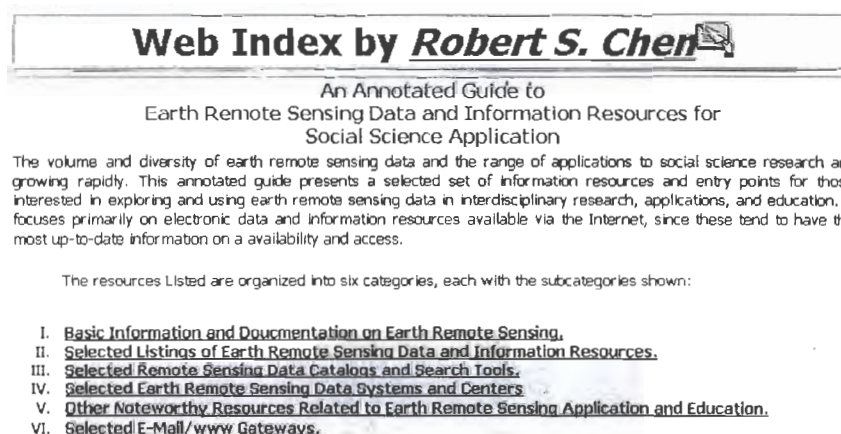 Web Index by Robert S. Chen
An Annotated Guide to
Earth Remote Sensing Data and Information Resources for
Social Science Application
The volume and diversity of earth remote sensing data and the range of applications to social science research a
growing rapidly. This annotated guide presents a selected set of information resources and entry points for thos
interested in exploring and using earth remote sensing data in interdisciplinary research, applications, and education.
focuses primarily on electronic data and information resources available via the Internet, since these tend to have th
most up-to-date information on a availability and access.
The resources Listed are organized into six categories, each with the subcategories shown:
I. Basic Information and Doucmentation on Earth Remote Sensing,
II. Selected Listings of Earth Remote Sensing Data and Information Resources.
III. Selected Remote Sensing Data Catalogs and Search Tools.
IV. Selected Earth Remote Sensing Data Systems and Centers
V. Other Noteworthy Resources Related to Earth Remote Sensing Application and Education.
VI. Selected E-Mail/www Gateways.